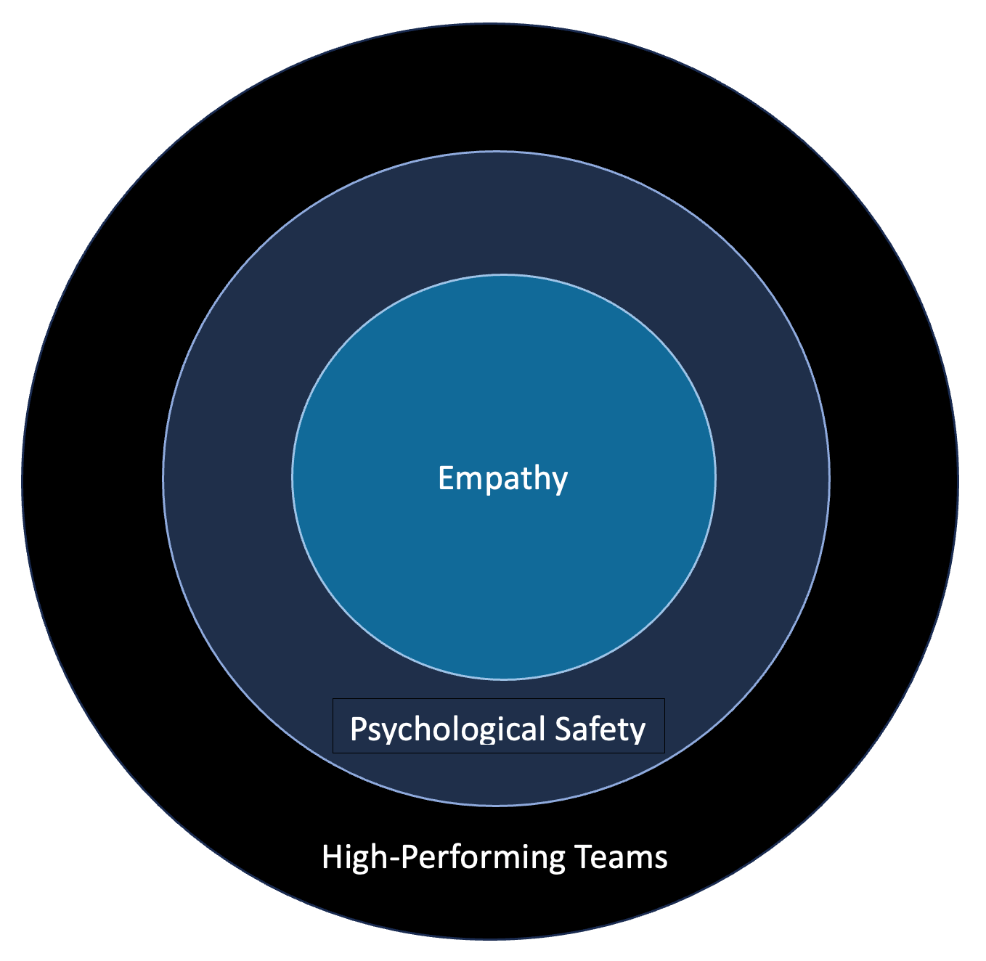 Empathy
Psychological Safety
High-Performing Teams